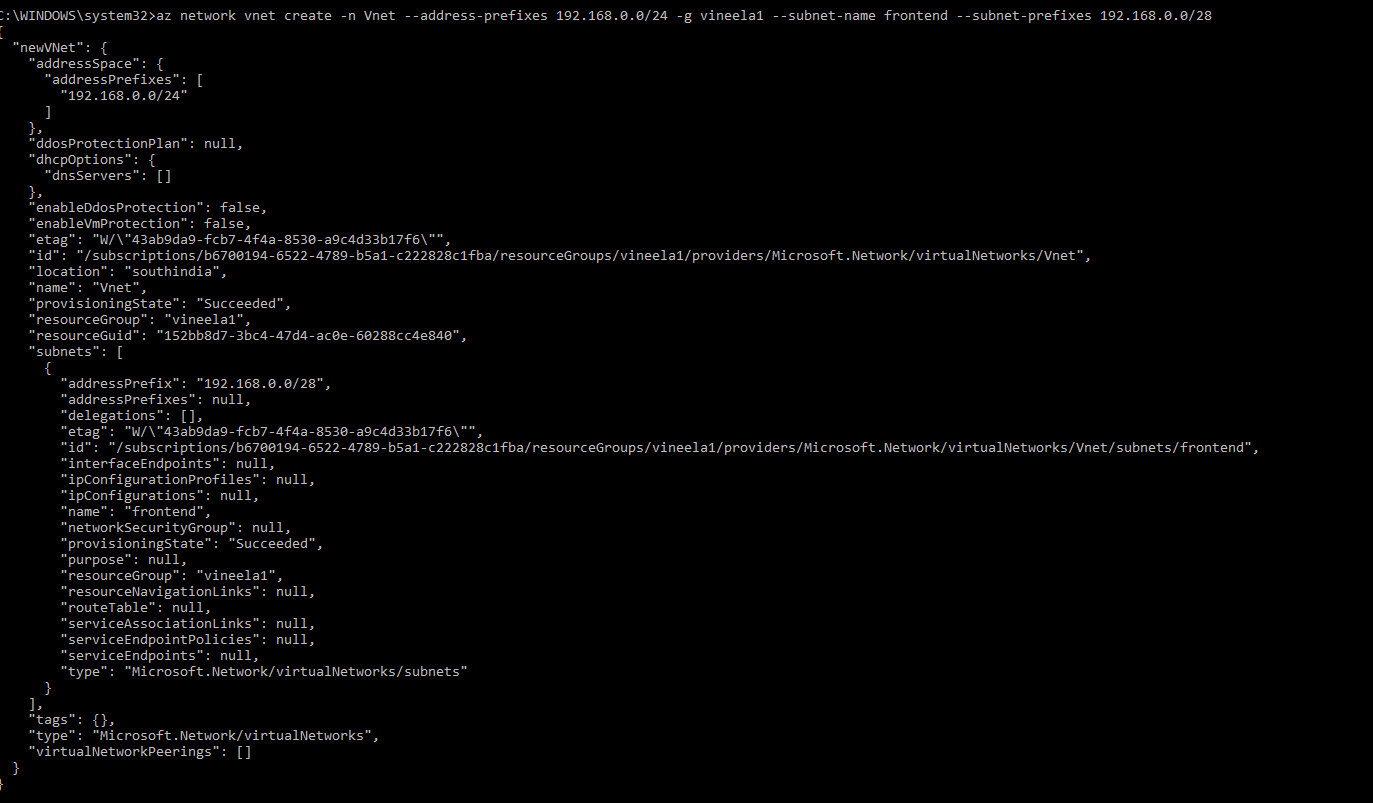 C:\WINDOWS\system32>az network vnet create -n Vnet --address-prefixes 192.168.0.0/24 -g vineela1 --subnet-name frontend --subnet-prefixes 192.168.0.0/28
{
  "newVNet": {
    "addressSpace": {
      "addressPrefixes": [
        "192.168.0.0/24"
      ]
    },
    "ddosProtectionPlan": null,
    "dhcpOptions": {
      "dnsServers": []
    },
    "enableDdosProtection": false,
    "enableVmProtection": false,
    "etag": "W/\"43ab9da9-fcb7-4f4a-8530-a9c4d33b17f6\"",
    "id": "/subscriptions/b6700194-6522-4789-b5a1-c222828c1fba/resourceGroups/vineela1/providers/Microsoft.Network/virtualNetworks/Vnet",
    "location": "southindia",
    "name": "Vnet",
    "provisioningState": "Succeeded",
    "resourceGroup": "vineela1",
    "resourceGuid": "152bb8d7-3bc4-47d4-ac0e-60288cc4e840",
    "subnets": [
      {
        "addressPrefix": "192.168.0.0/28",
        "addressPrefixes": null,
        "delegations": [],
        "etag": "W/\"43ab9da9-fcb7-4f4a-8530-a9c4d33b17f6\"",
        "id": "/subscriptions/b6700194-6522-4789-b5a1-c222828c1fba/resourceGroups/vineela1/providers/Microsoft.Network/virtualNetworks/Vnet/subnets/frontend",
        "interfaceEndpoints": null,
        "ipConfigurationProfiles": null,
        "ipConfigurations": null,
        "name": "frontend",
        "networkSecurityGroup": null,
        "provisioningState": "Succeeded",
        "purpose": null,
        "resourceGroup": "vineela1",
        "resourceNavigationLinks": null,
        "routeTable": null,
        "serviceAssociationLinks": null,
        "serviceEndpointPolicies": null,
        "serviceEndpoints": null,
        "type": "Microsoft.Network/virtualNetworks/subnets"
      }
    ],
    "tags": {},
    "type": "Microsoft.Network/virtualNetworks",
    "virtualNetworkPeerings": []
  }
}